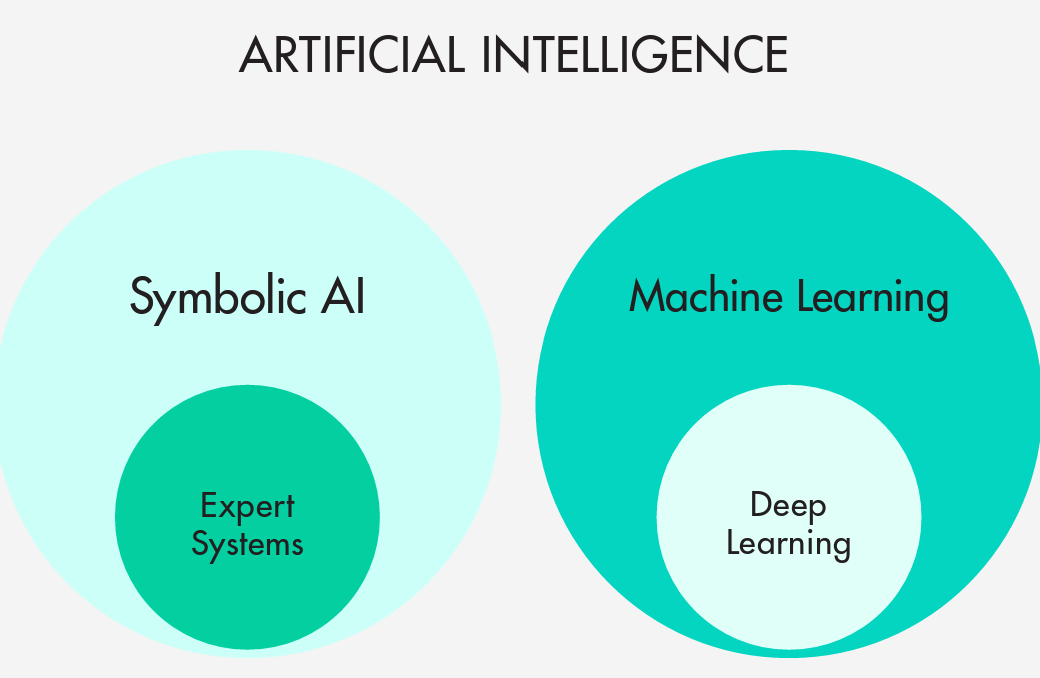 ARTIFICIAL INTELLIGENCE
Symbolic AI
Expert
Systems
Machine Learning
Deep
Learning